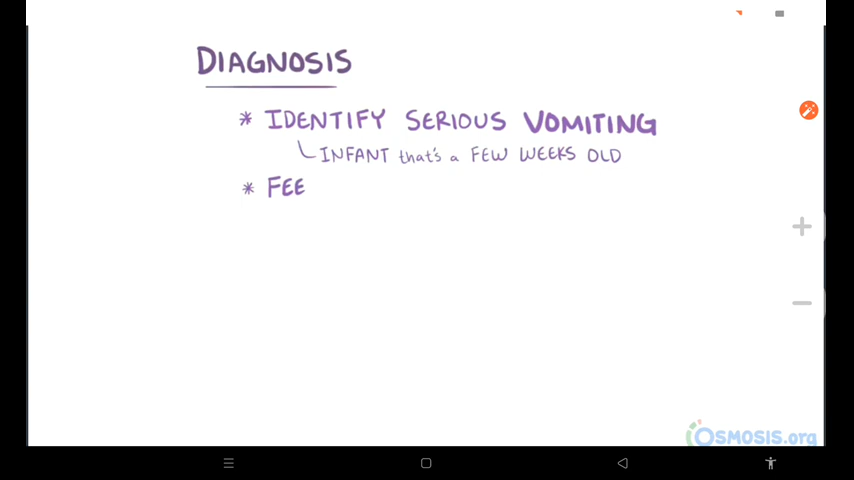 DIAGNOSIS
* IDENTIFY SERIOUS VOMITING
INFANT that's a FEW WEEKS OLD
* FEE
OSMOSIS.org